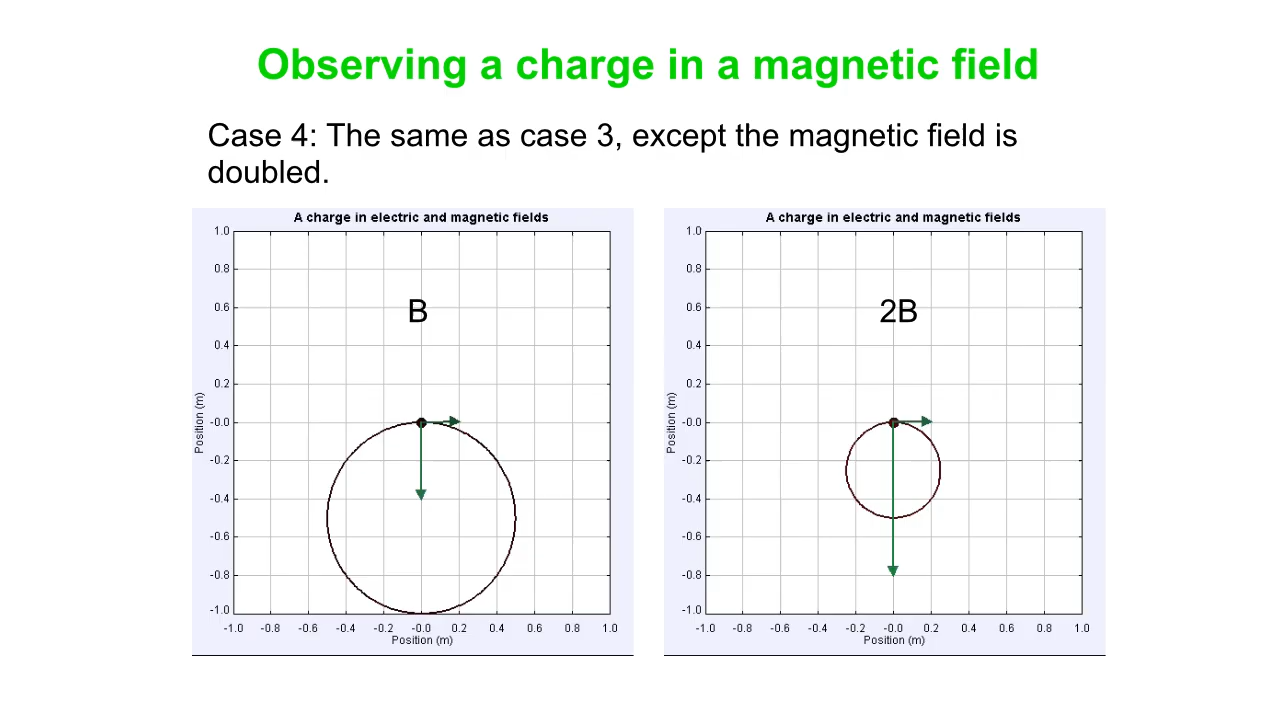 Observing a charge in a magnetic field
Case 4: The same as case 3, except the magnetic field is
doubled.
A charge in electric and magnetic fields
1.0
0.8
0.6
0.4
0.2
-0.0
-0.2
-0.4
-0.6
-0.8
-1.0
Position (m)
B
-1.0 -0.8 -0.6 -0.4 -0.2 -0.0 0.2 0.4 0.6 0.8 1.0
Position (m)
A charge in electric and magnetic fields
1.0
0.8
0.6
0.4
0.2
-0.0
-0.2
-0.4
-0.6
-0.8
-1.0
Position (m)
2B
-1.0 -0.8 -0.6 -0.4 -0.2 -0.0 0.2 0.4 0.6 0.8 1.0
Position (m)